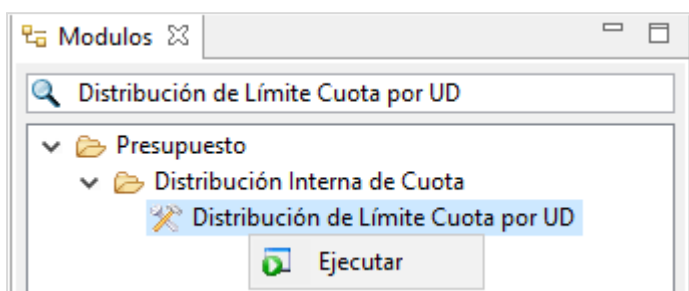 Modulos
Distribución de Límite Cuota por UD
Presupuesto
Distribución Interna de Cuota
Distribución de Límite Cuota por UD
Ejecutar